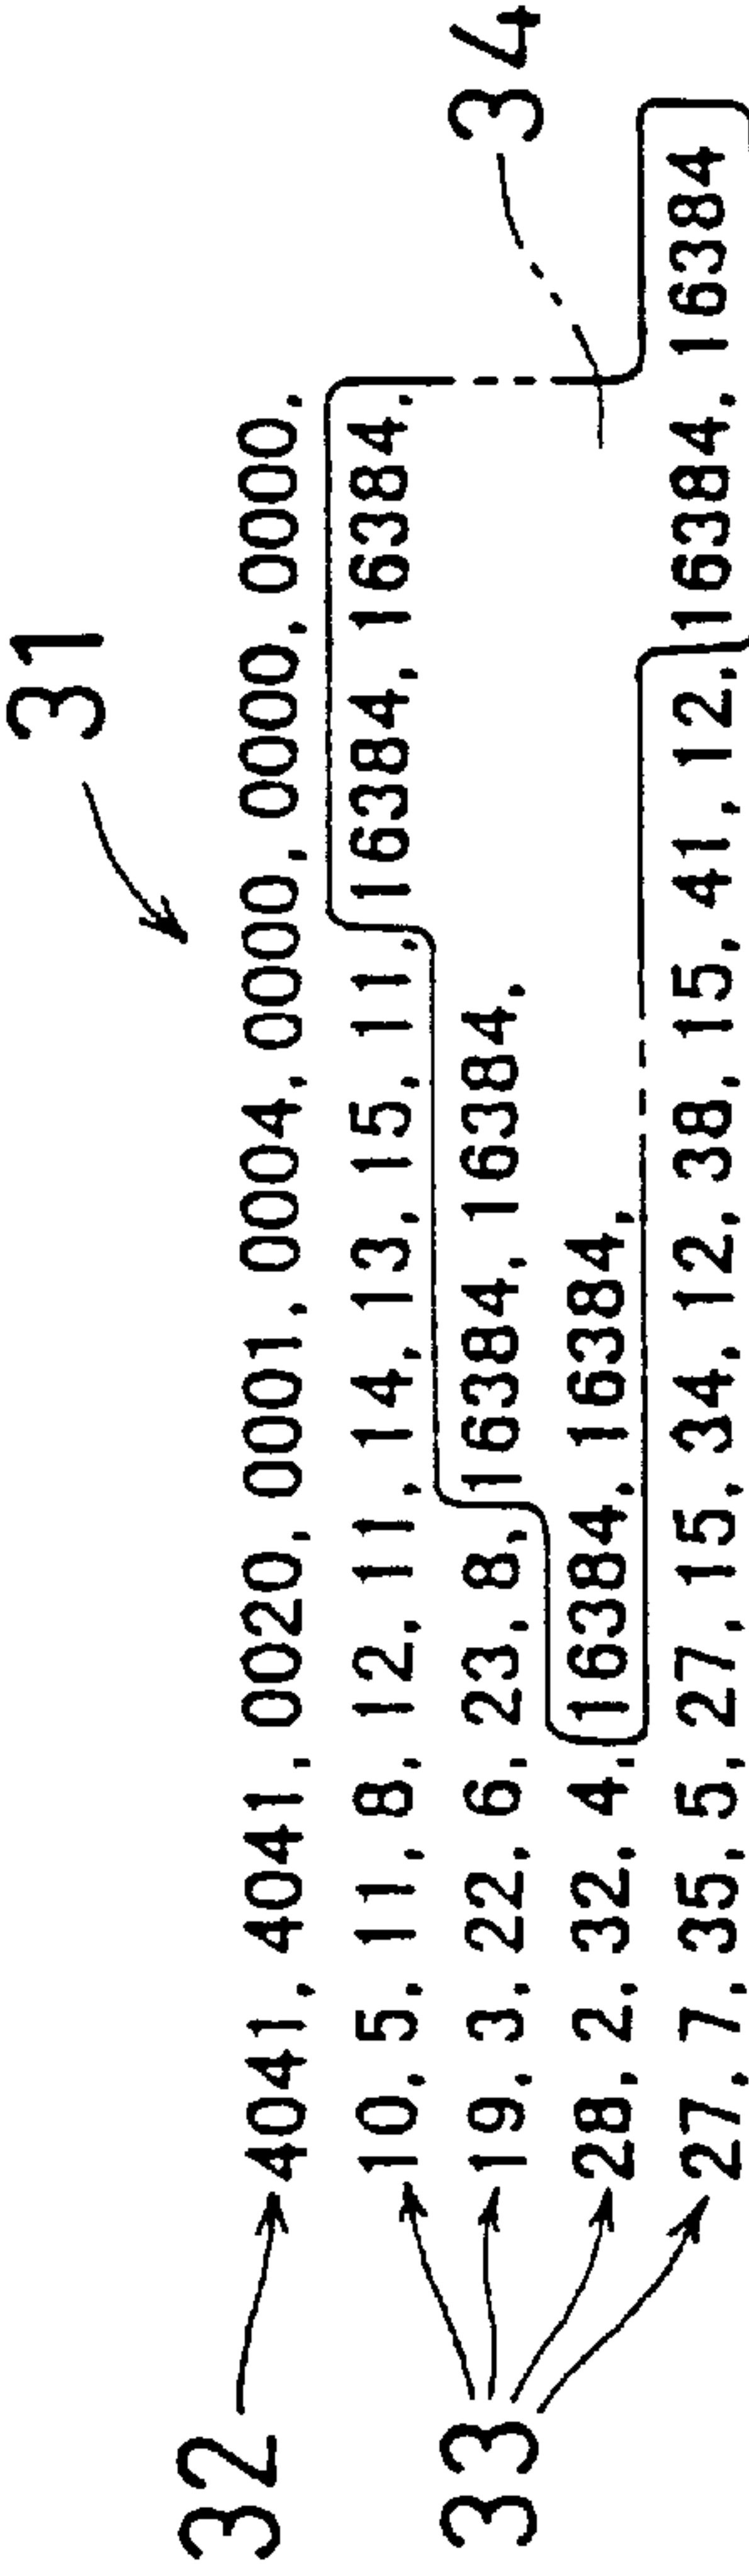 31
32
4041, 4041, 0020, 0001, 0004, 0000, 0000, 0000,
34
33
10, 5, 11, 8, 12, 11, 14, 13, 15, 11, 16384, 16384,
19, 3, 22, 6, 23, 8, 16384, 16384,
28, 2, 32, 4, 16384, 16384,
27, 7, 35, 5, 27, 15, 34, 12, 38, 15, 41, 12, 16384, 16384